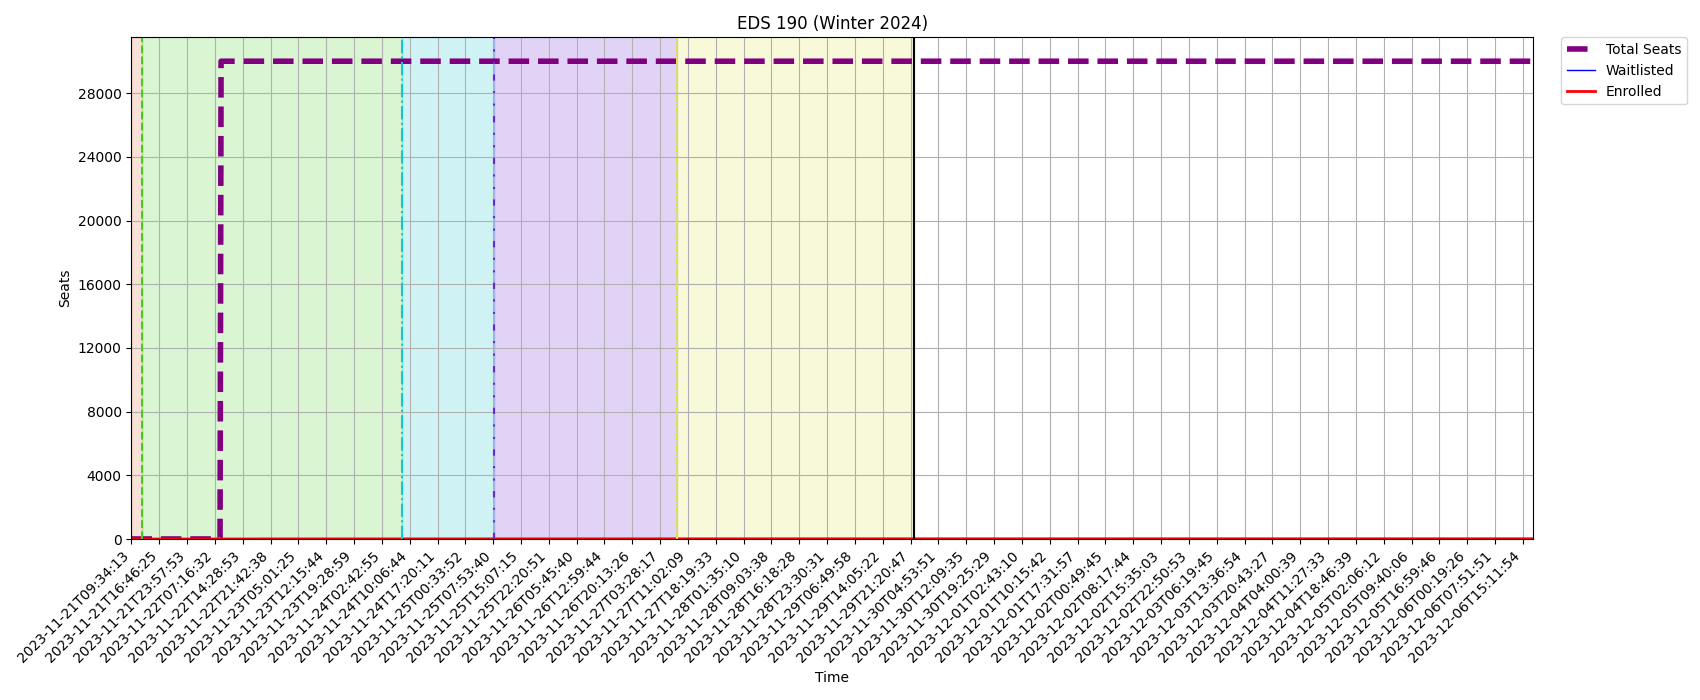 EDS 190 (Winter 2024)
Total Seats
Waitlisted
Enrolled
Seats
28000
24000
20000
16000
12000
8000
4000
0
2023-11-21T09:34:13
2023-11-21T16:46:25
2023-11-21T23:57:53
2023-11-22T07:16:32
2023-11-22T14:28:53
2023-11-22T21:42:38
2023-11-23T05:01:25
2023-11-23T12:15:44
2023-11-23T19:28:59
2023-11-24T02:42:55
2023-11-24T10:06:44
2023-11-24T17:20:11
2023-11-25T00:33:52
2023-11-25T07:53:40
2023-11-25T15:07:15
2023-11-25T22:20:51
2023-11-26T05:45:40
2023-11-26T12:59:44
2023-11-26T20:13:26
2023-11-27T03:28:17
2023-11-27T11:02:09
2023-11-27T18:19:33
2023-11-28T01:35:10
2023-11-28T09:03:38
2023-11-28T16:18:28
2023-11-28T23:30:31
2023-11-29T06:49:58
2023-11-29T14:05:22
2023-11-29T21:20:47
2023-11-30T04:53:51
2023-11-30T12:09:35
2023-11-30T19:25:29
2023-12-01T02:43:10
2023-12-01T10:15:42
2023-12-01T17:31:57
2023-12-02T00:49:45
2023-12-02T08:17:44
2023-12-02T15:35:03
2023-12-02T22:50:53
2023-12-03T06:19:45
2023-12-03T13:36:54
2023-12-03T20:43:27
2023-12-04T04:00:39
2023-12-04T11:27:33
2023-12-04T18:46:39
2023-12-05T02:06:12
2023-12-05T09:40:06
2023-12-05T16:59:46
2023-12-06T00:19:26
2023-12-06T07:51:51
2023-12-06T15:11:54
Time